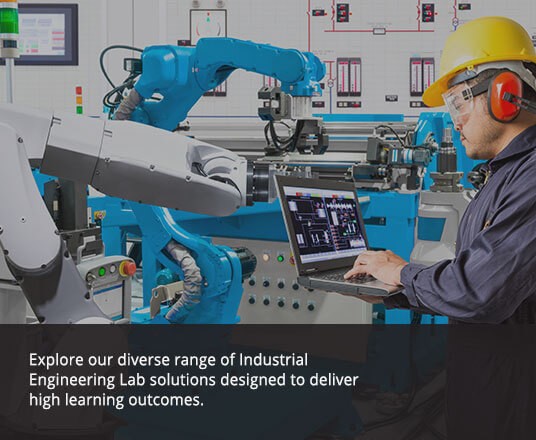 Explore our diverse range of Industrial
Engineering Lab solutions designed to deliver
high learning outcomes.